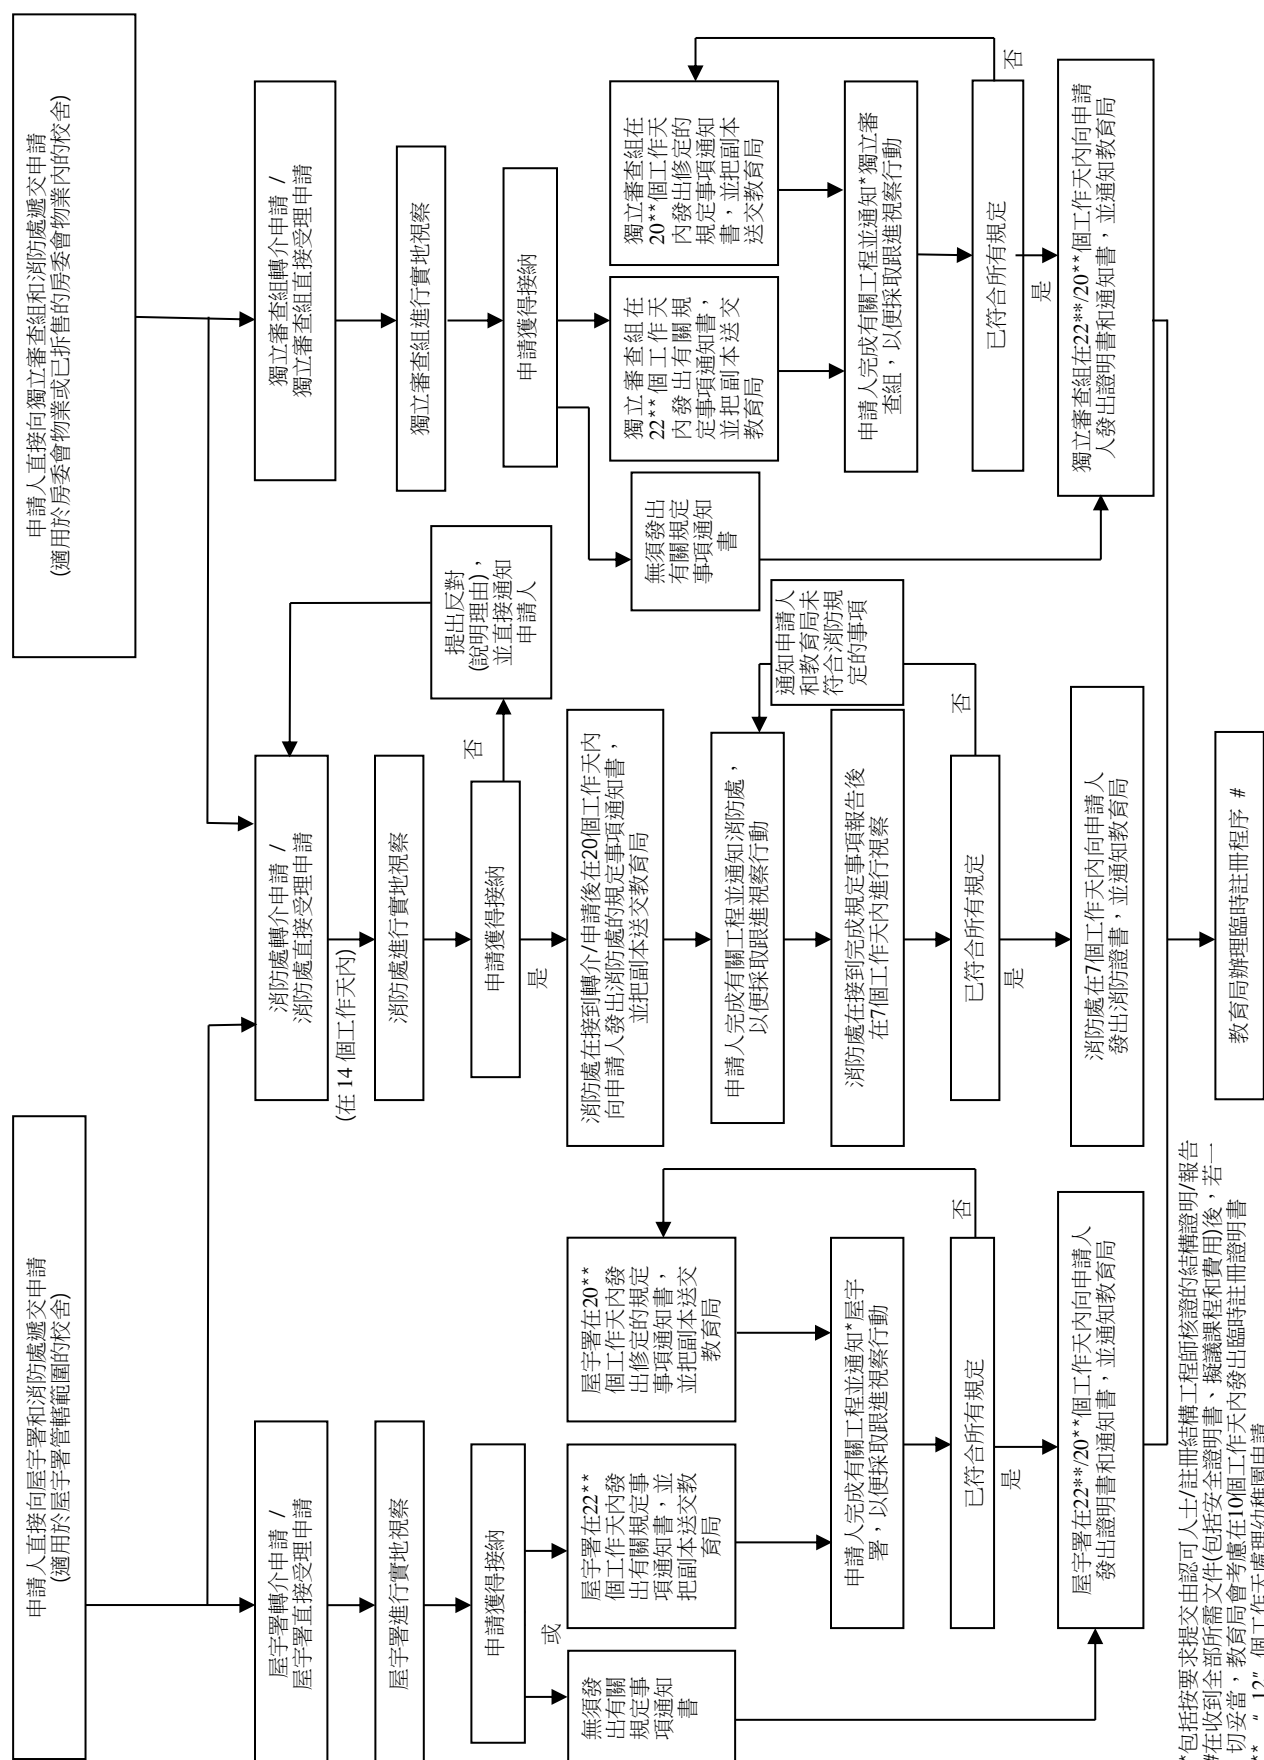 申請人直接向屋宇署和消防處遞交申請
(適用於屋宇署管轄範圍的校舍)
申請人直接向獨立審查組和消防處遞交申請
(適用於房委會物業或已拆售的房委會物業內的校舍)
屋宇署轉介申請 /
屋宇署直接受理申請
屋宇署進行實地視察
申請獲得接納
或
無須發
出有關
規定事
項通知
書
屋宇署在22**
個工作天內發
出有關規定事
項通知書，並
把副本送交教
育局
屋宇署在20**
個工作天內發
出修定的規定
事項通知書，
並把副本送交
教育局
申請人完成有關工程並通知*屋宇
署，以便採取跟進視察行動
已符合所有規定
否
是
屋宇署在22**/20**個工作天內向申請人
發出證明書和通知書，並通知教育局
消防處轉介申請 /
消防處直接受理申請
(在 14 個工作天內)
消防處進行實地視察
申請獲得接納
否
是
提出反對
(說明理由)，
並直接通知
申請人
消防處在接到轉介/申請後在20個工作天內
向申請人發出消防處的規定事項通知書，
並把副本送交教育局
申請人完成有關工程並通知消防處，
以便採取跟進視察行動
通知申請人
和教育局未
符合消防規
定的事項
消防處在接到完成規定事項報告後
在7個工作天內進行視察
已符合所有規定
否
是
消防處在7個工作天內向申請人
發出消防證書，並通知教育局
獨立審查組轉介申請 /
獨立審查組直接受理申請
獨立審查組進行實地視察
申請獲得接納
無須發出
有關規定
事項通知
書
獨立審查組在
22**個工作天
內發出有關規
定事項通知書，
並把副本送交
教育局
獨立審查組在
20**個工作天
內發出修定的
規定事項通知
書，並把副本
送交教育局
申請人完成有關工程並通知*獨立審
查組，以便採取跟進視察行動
已符合所有規定
否
是
獨立審查組在22**/20**個工作天內向申請
人發出證明書和通知書，並通知教育局
教育局辦理臨時註冊程序 #
*包括按要求提交由認可人士/註冊結構工程師核證的結構證明/報告
#在收到全部所需文件(包括安全證明書、擬議課程和費用)後，若一
切妥當，教育局會考慮在10個工作天內發出臨時註冊證明書
** “ 12” 個工作天處理幼稚園申請